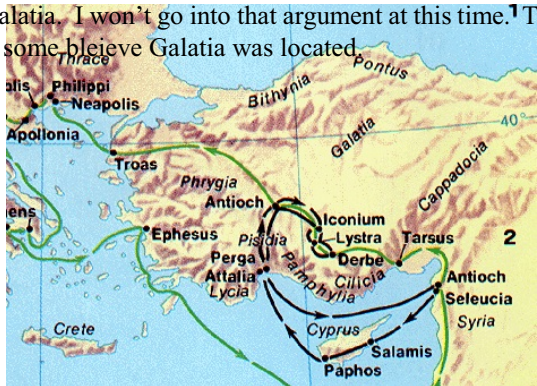 alatia.  I won't go into that argument at this time.1 T
some bleieve Galatia was located.
Thrace
Pontus
olis Philippi
Neapolis
Bithynia
Apollonia
40°
Galatia
Troas
Cappadocia
Phrygia
Antioch
ens
Iconium
Ephesus
Pisidia
Lystra
Tarsus
2
Perga
Derbe
Attalia
Pamphylia
Cilicia
Antioch
Lycia
Seleucia
Crete
Cyprus
Syria
Salamis
Paphos